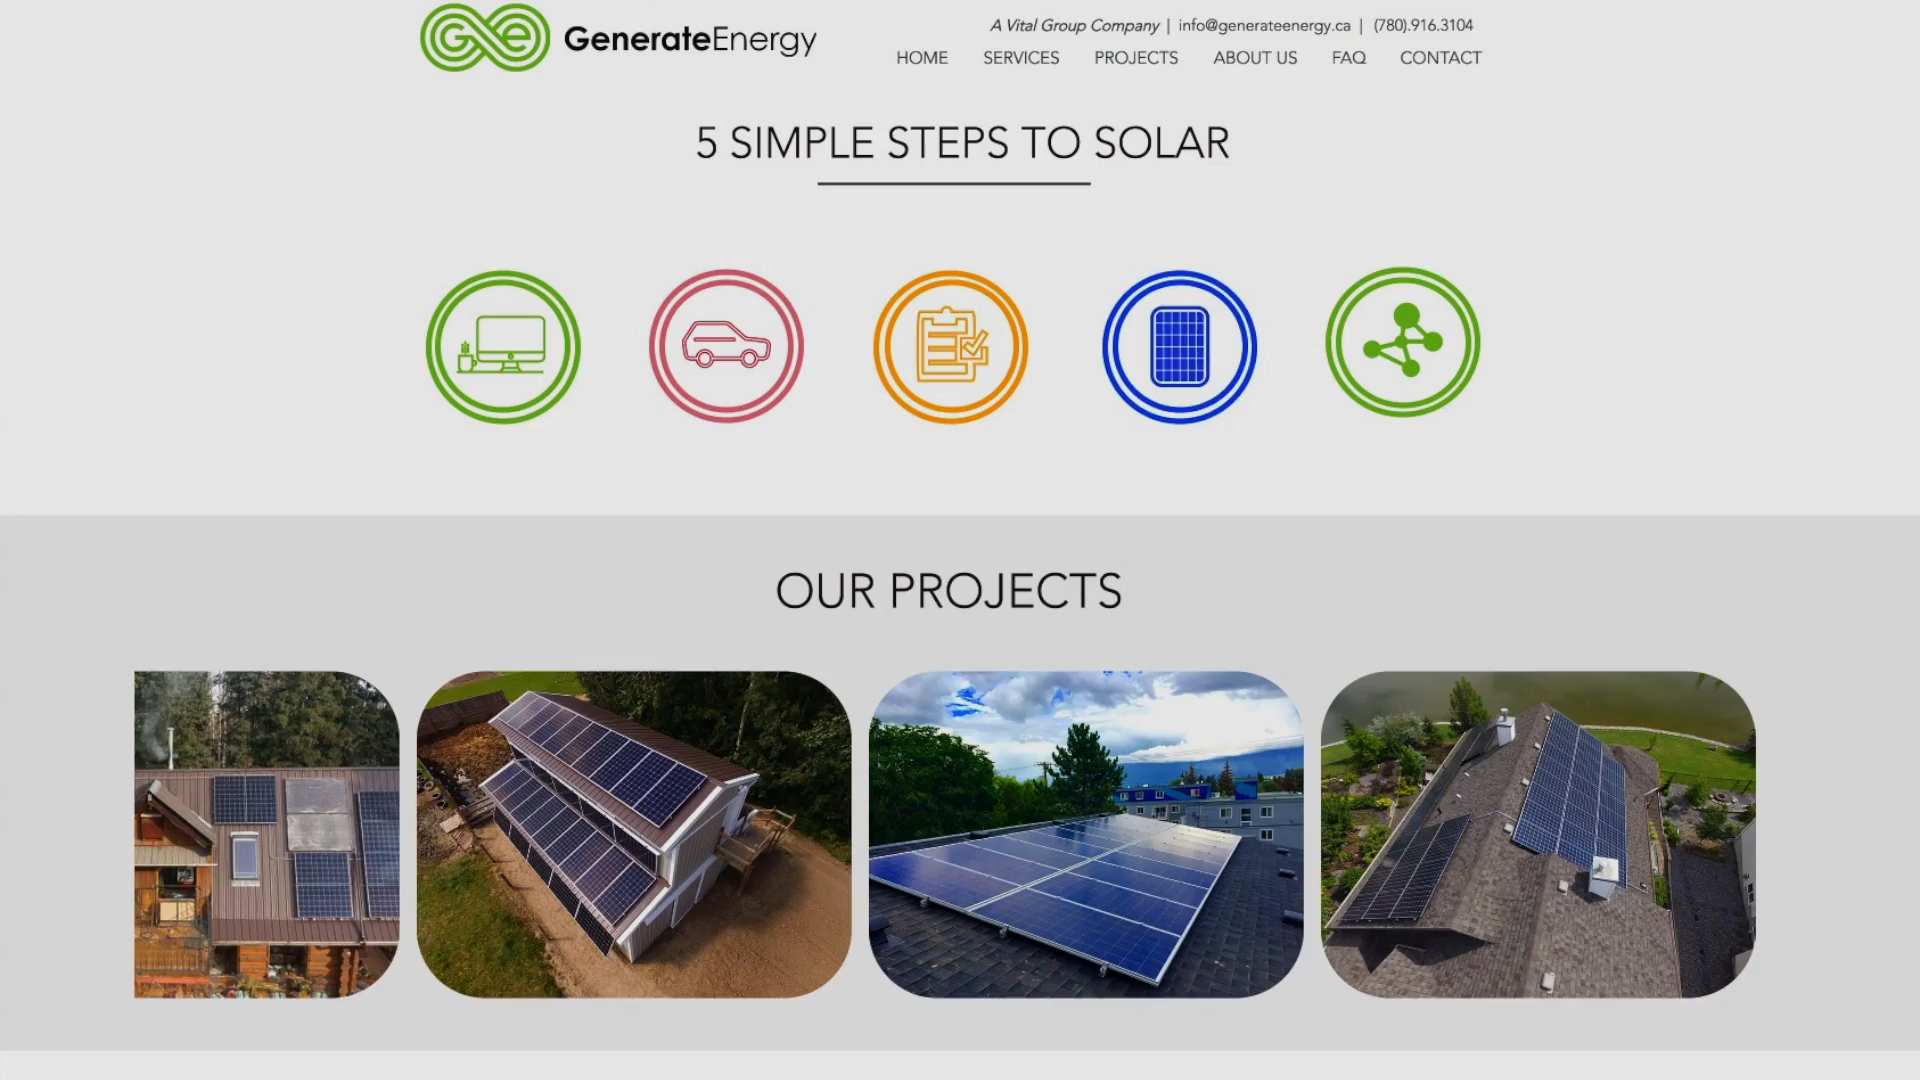 GenerateEnergy
A Vital Group Company | info@generateenergy.ca | (780).916.3104
HOME SERVICES PROJECTS ABOUT US FAQ CONTACT
5 SIMPLE STEPS TO SOLAR
OUR PROJECTS